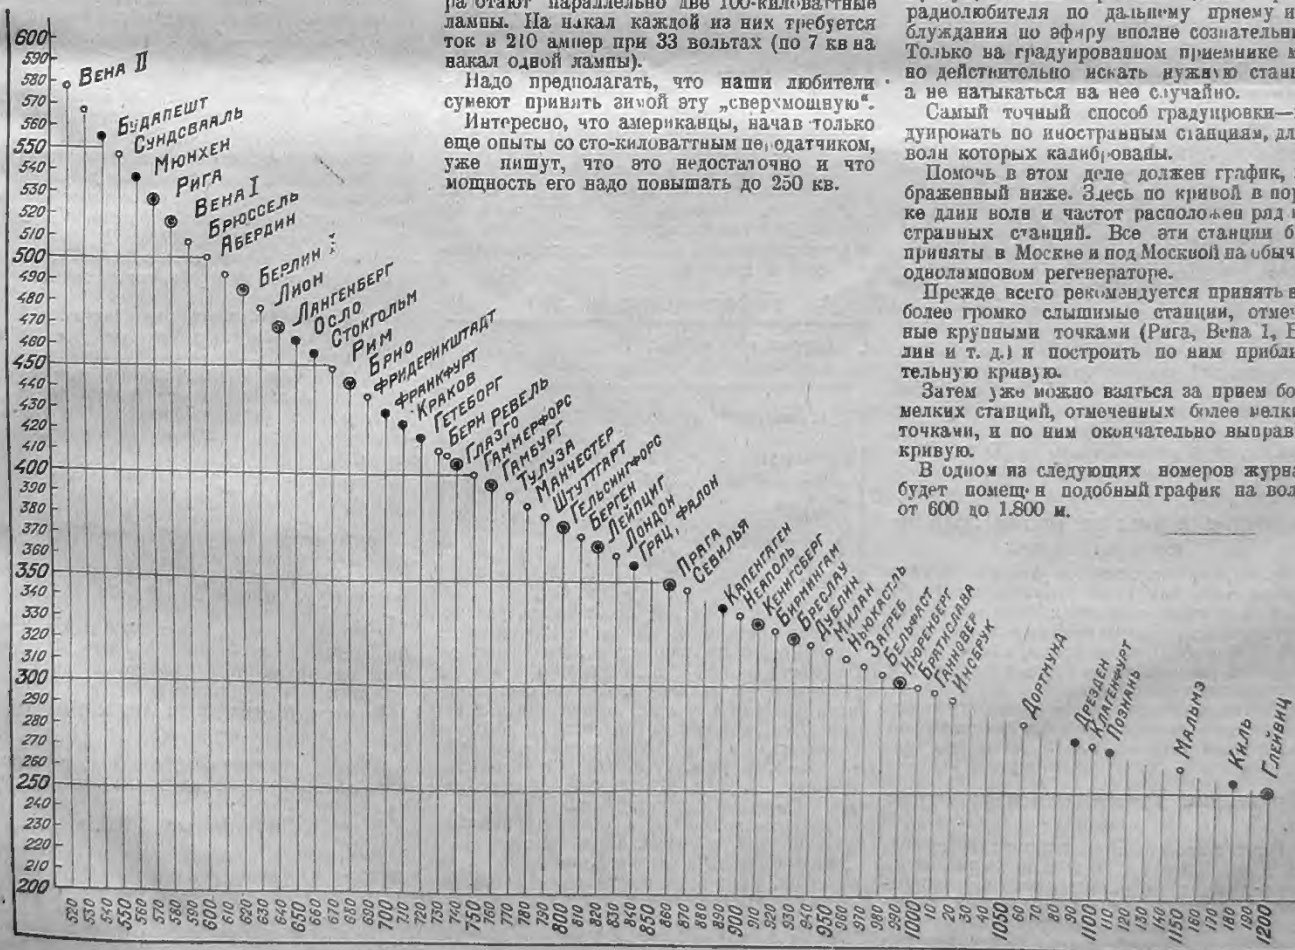 ра отают параллельно две 100-киловаттные
лампы. На накал каждой из них требуется
ток в 210 ампер при 33 вольтах (по 7 кв на
накал одной лампы).
Надо предполагать, что наши любители
сумеют принять зимой эту „сверхмощную“.
Интересно, что американцы, начав только
еще опыты со сто-киловаттным передатчиком,
уже пишут, что это недостаточно и что
мощность его надо повышать до 250 кв.
радиолюбителя по дальнему приему и
блуждания по эфиру вполне сознательн
Только на градуированном приемнике м
но действительно искать нужную стан
а не натыкаться на нее случайно.
Самый точный способ градуировки—
дуировать по иностранным станциям, дл
волн которых калиброваны.
Помочь в этом деле должен график,
браженный ниже. Здесь по кривой в пор
ке длин волн и частот расположен ряд
странных станций. Все эти станции б
приняты в Москве и под Москвой на обыч
одноламповом регенераторе.
Прежде всего рекомендуется принять
более громко слышимые станции, отмеч
ные крупными точками (Рига, Вена 1,
лин и т. д.) и построить по ним прибли
тельную кривую.
Затем уже можно взяться за прием бо
мелких станций, отмеченных более мелк
точками, и по ним окончательно выправ
кривую.
В одном из следующих номеров журна
будет помещен подобный график на вол
от 600 до 1.800 м.
600
590
580
570
560
550
540
530
520
510
500
490
480
470
460
450
440
430
420
410
400
390
380
370
360
350
340
330
320
310
300
290
280
270
260
250
240
230
220
210
200
Вена II
Будапешт
Сундсвааль
Мюнхен
Рига
Вена I
Брюссель
Абердин
Берлин I
Лион
Лангенберг
Осло
Стокгольм
Рим
Брно
Фридерикштадт
Франкфурт
Краков
Гетеборг
Берн Ревель
Глазго
Гаммерфорс
Гамбург
Тулуза
Манчестер
Штуттгарт
Гельсингфорс
Берген
Лейпциг
Лондон
Грац, Фалон
Прага
Севилья
Капенгаген
Неаполь
Кенигсберг
Бирмингам
Бреслау
Дублин
Милан
Ньюкастль
Загреб
Бельфаст
Нюренберг
Братислава
Ганновер
Инсбрук
Дортмунд
Дрезден
Клагенфурт
Познань
Мальмэ
Киль
Глейвиц
520 530 540 550 560 570 580 590 600 610 620 630 640 650 660 670 680 690 700 710 720 730 740 750 760 770 780 790 800 810 820 830 840 850 860 870 880 890 900 910 920 930 940 950 960 970 980 990 1000 10 20 30 40 1050 60 70 80 90 1100 110 120 130 140 1150 160 170 180 190 1200